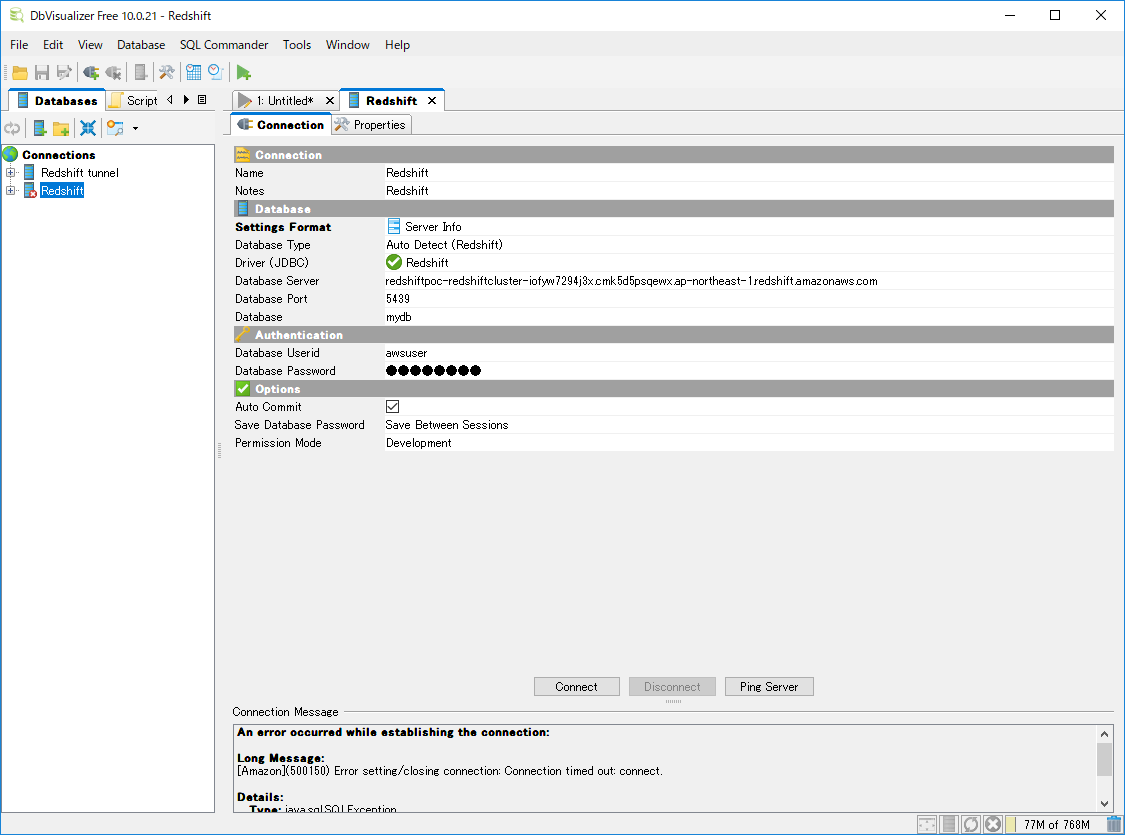 DbVisualizer Free 10.0.21 - Redshift
File Edit View Database SQL Commander Tools Window Help
Databases Script
1: Untitled* Redshift
Connection Properties
Connections
Redshift tunnel
Redshift
Connection
Name Redshift
Notes Redshift
Database
Settings Format Server Info
Database Type Auto Detect (Redshift)
Driver (JDBC) Redshift
Database Server redshiftpoc-redshiftcluster-iofyw7294j3x.cmk5d5psqewx.ap-northeast-1.redshift.amazonaws.com
Database Port 5439
Database mydb
Authentication
Database Userid awsuser
Database Password ●●●●●●●●
Options
Auto Commit
Save Database Password Save Between Sessions
Permission Mode Development
Connect Disconnect Ping Server
Connection Message
An error occurred while establishing the connection:
Long Message:
[Amazon](500150) Error setting/closing connection: Connection timed out: connect.
Details:
Type: java.sql.SQLException
77M of 768M